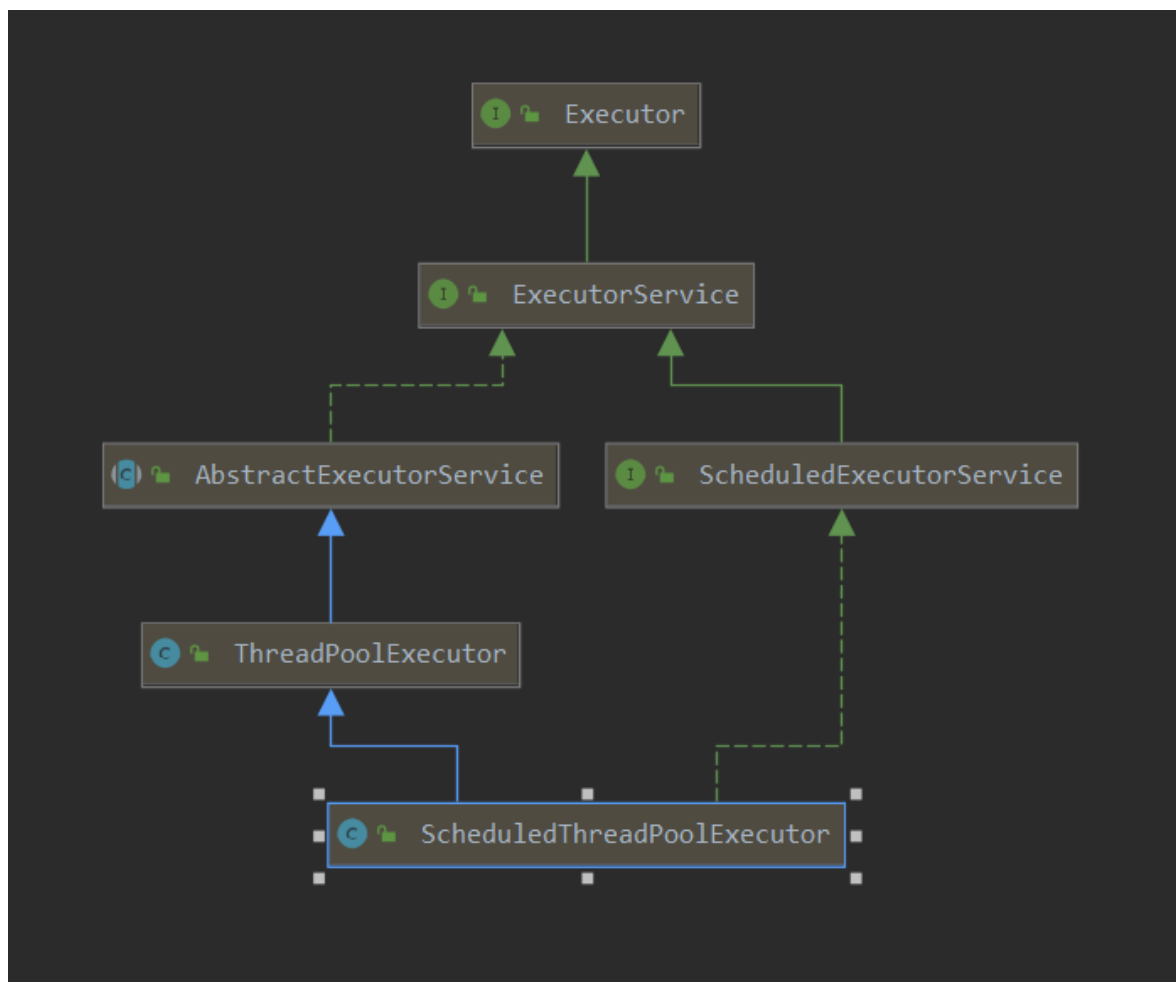 I Executor
I ExecutorService
C AbstractExecutorService
I ScheduledExecutorService
C ThreadPoolExecutor
C ScheduledThreadPoolExecutor